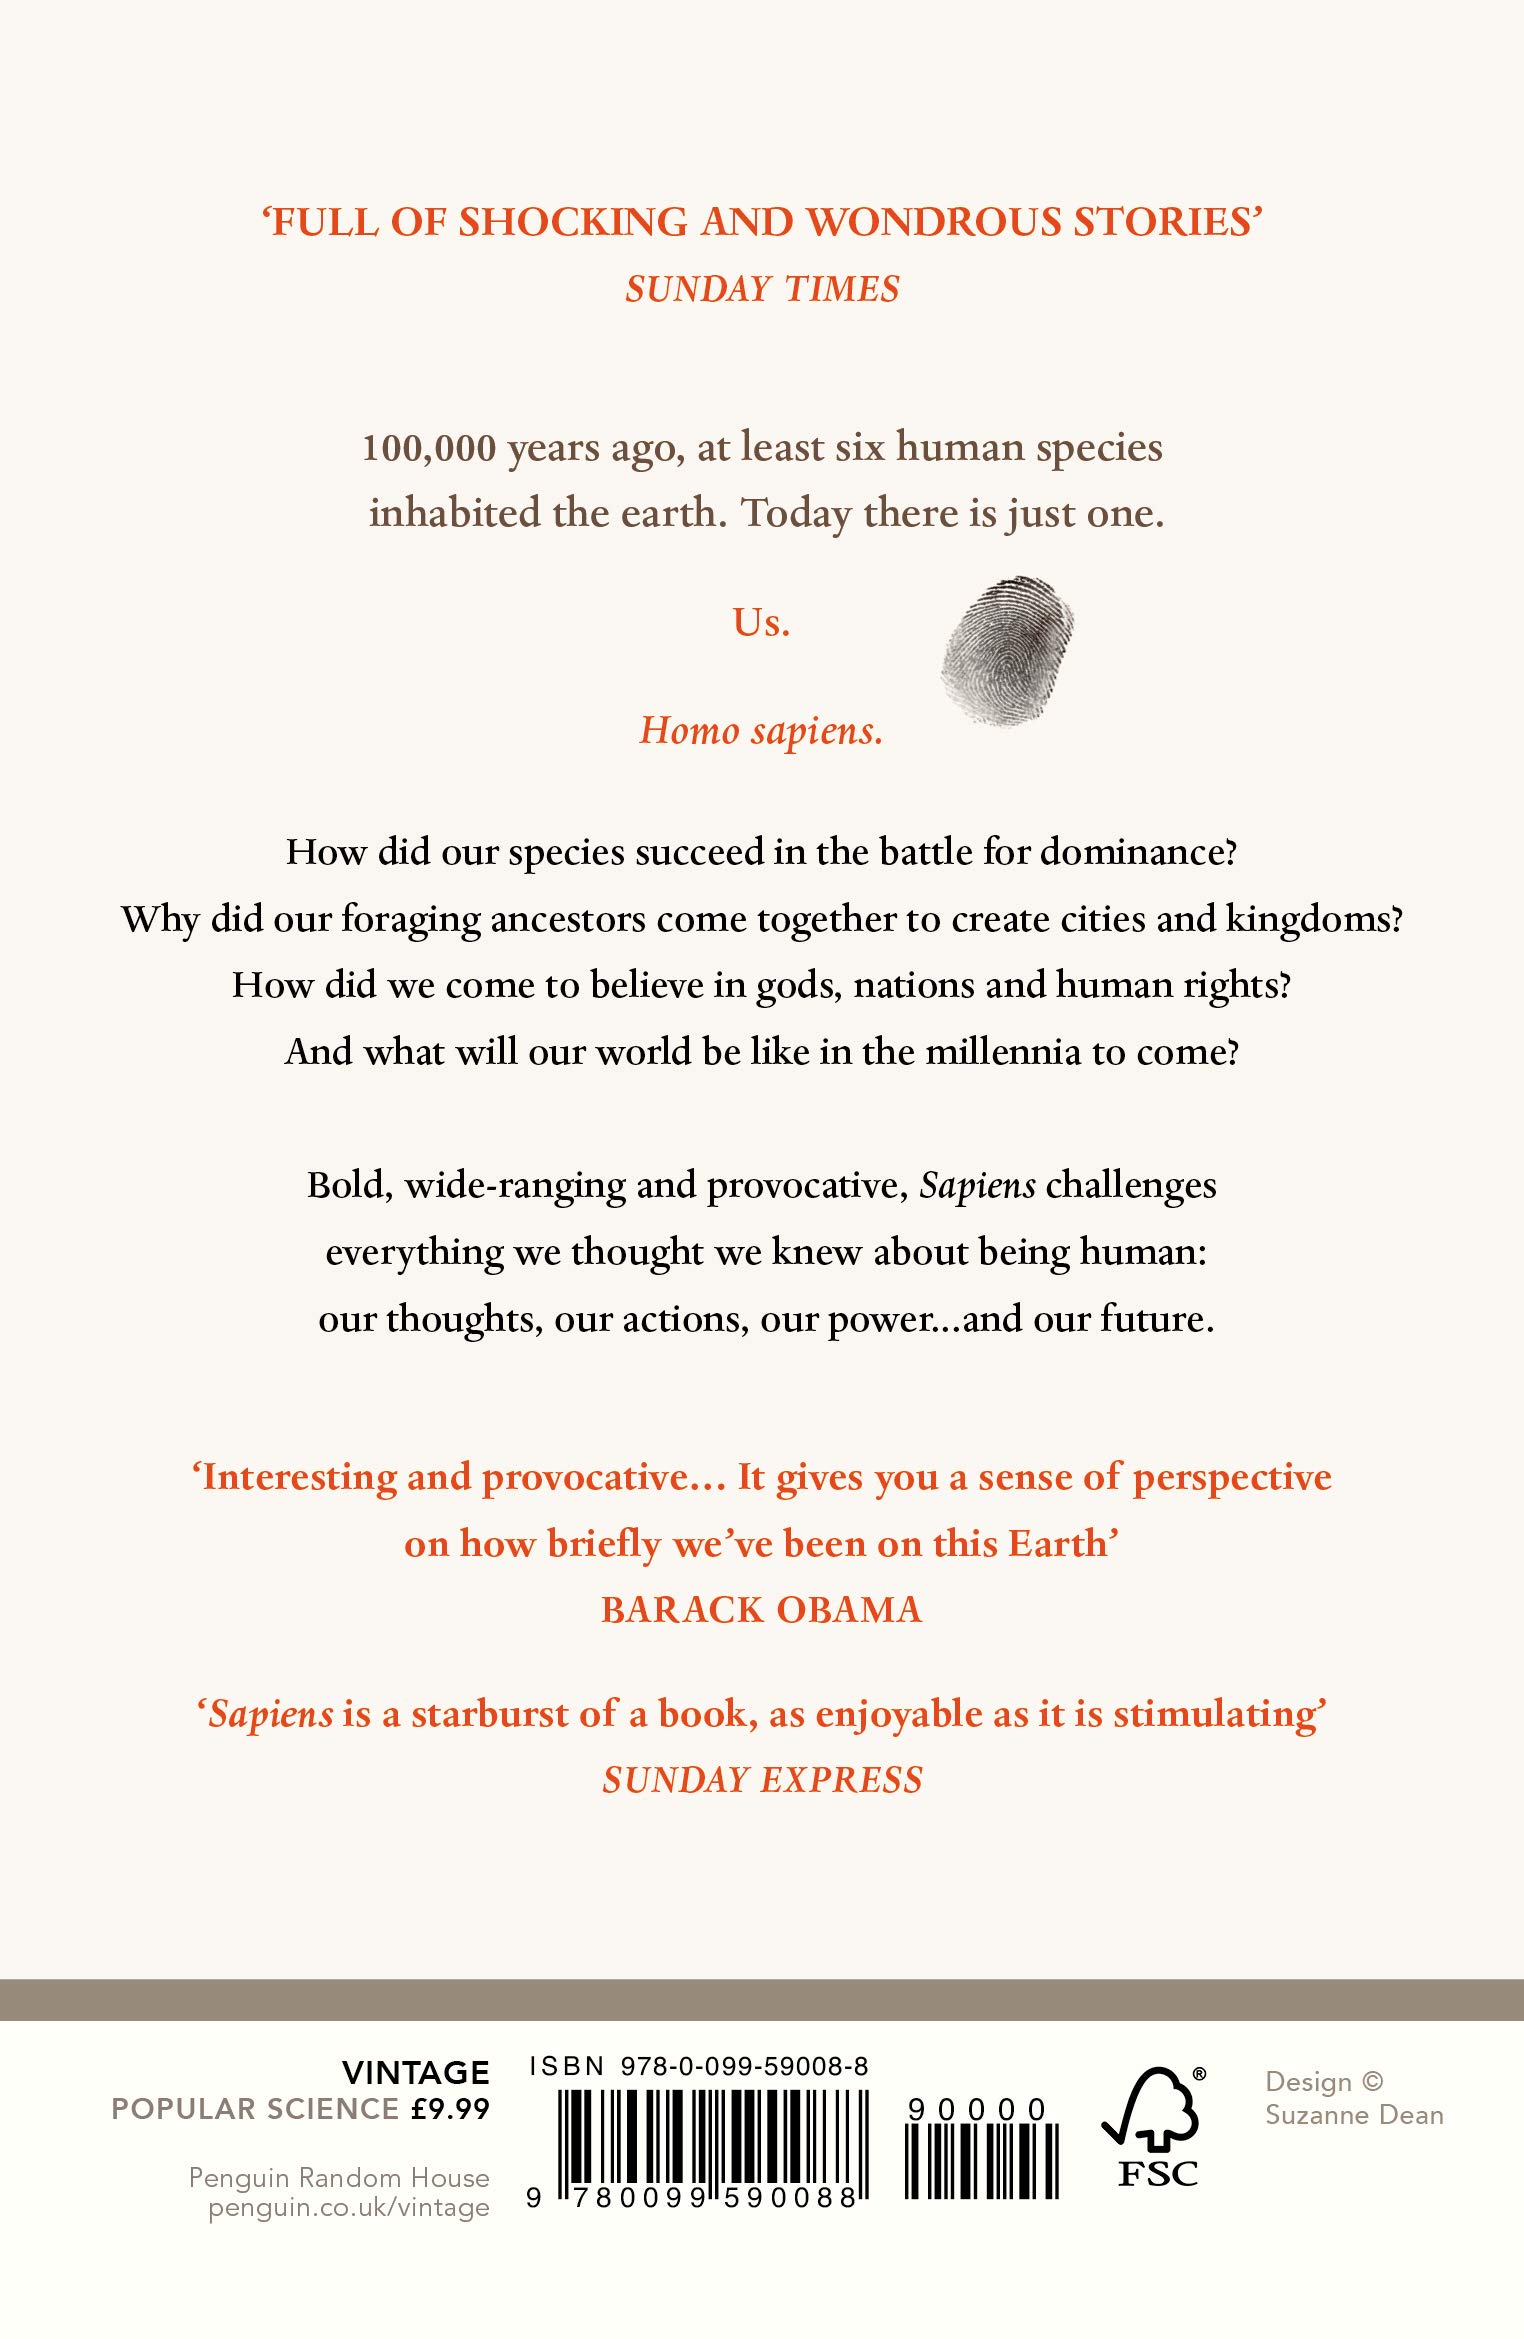 ‘FULL OF SHOCKING AND WONDROUS STORIES’
SUNDAY TIMES
100,000 years ago, at least six human species
inhabited the earth. Today there is just one.
Us.
Homo sapiens.
How did our species succeed in the battle for dominance?
Why did our foraging ancestors come together to create cities and kingdoms?
How did we come to believe in gods, nations and human rights?
And what will our world be like in the millennia to come?
Bold, wide-ranging and provocative, Sapiens challenges
everything we thought we knew about being human:
our thoughts, our actions, our power...and our future.
‘Interesting and provocative... It gives you a sense of perspective
on how briefly we’ve been on this Earth’
BARACK OBAMA
‘Sapiens is a starburst of a book, as enjoyable as it is stimulating’
SUNDAY EXPRESS
VINTAGE
POPULAR SCIENCE £9.99
Penguin Random House
penguin.co.uk/vintage
ISBN 978-0-099-59008-8
9 780099 590088
90000
®
FSC
Design ©
Suzanne Dean